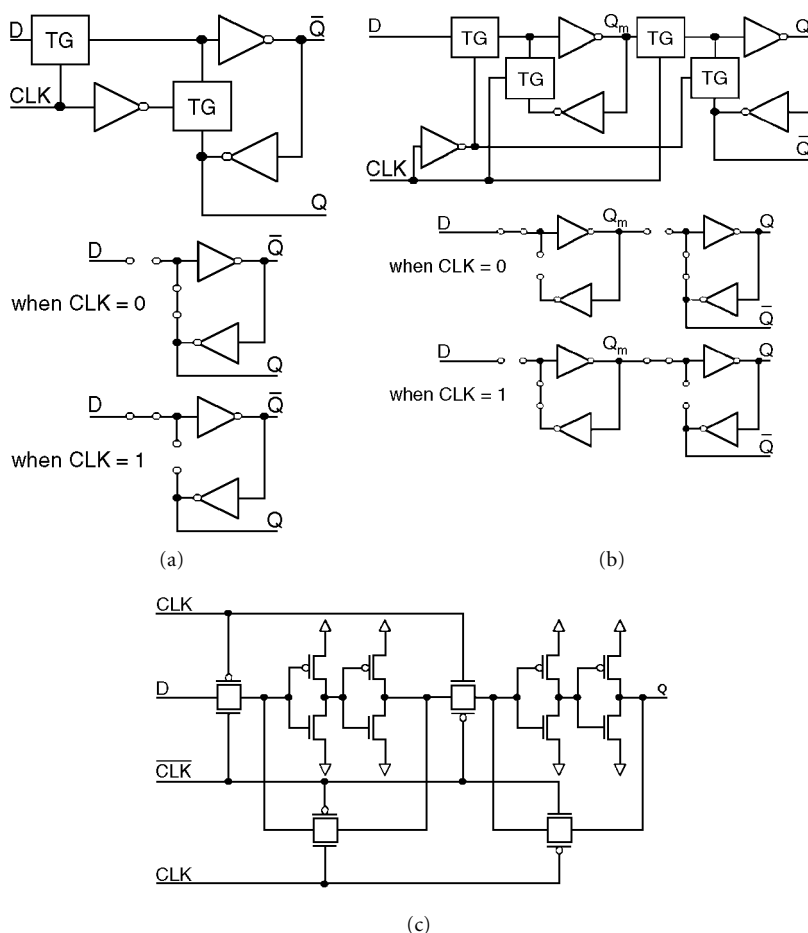 D
TG
Q̅
CLK
TG
Q
D
Q̅
when CLK = 0
Q
D
Q̅
when CLK = 1
Q
(a)
D
TG
Qm
TG
Q
TG
TG
CLK
Q̅
D
Qm
Q
when CLK = 0
Q̅
D
Qm
Q
when CLK = 1
Q̅
(b)
CLK
D
Q
C̅L̅K̅
CLK
(c)